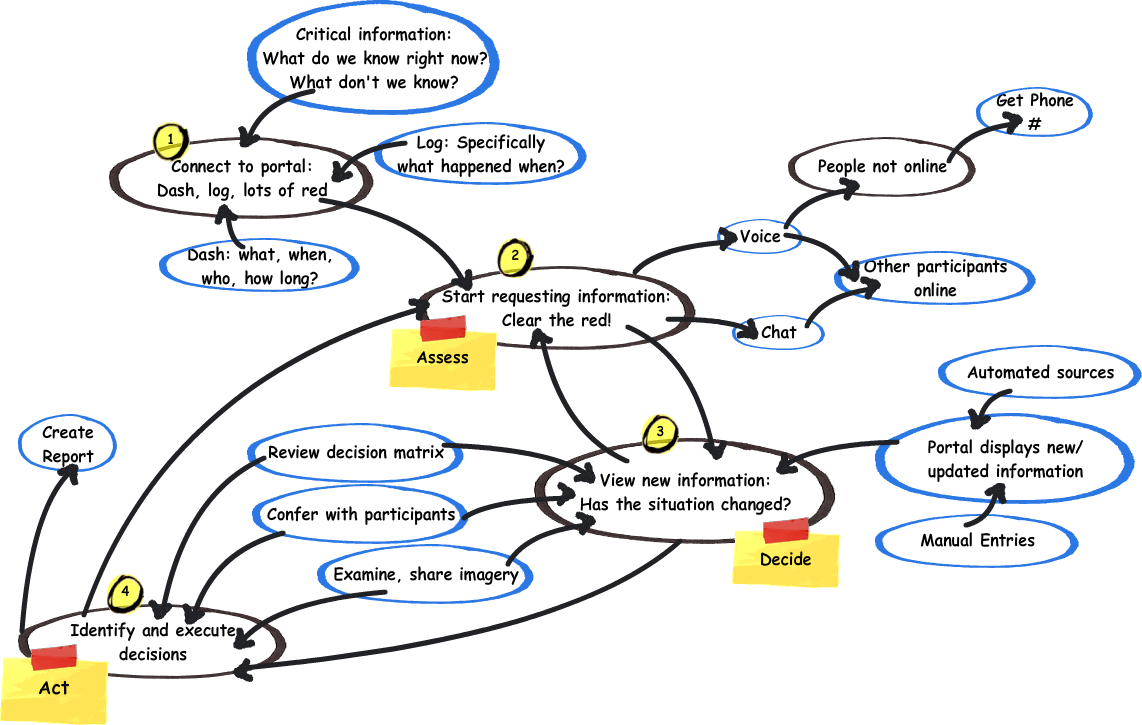 Critical information:
What do we know right now?
What don't we know?
1
Connect to portal:
Dash, log, lots of red
Log: Specifically
what happened when?
Dash: what, when,
who, how long?
Get Phone
#
People not online
Voice
2
Start requesting information:
Clear the red!
Assess
Other participants
online
Chat
Automated sources
Portal displays new/
updated information
Manual Entries
Create
Report
Review decision matrix
3
View new information:
Has the situation changed?
Decide
Confer with participants
Examine, share imagery
4
Identify and execute
decisions
Act